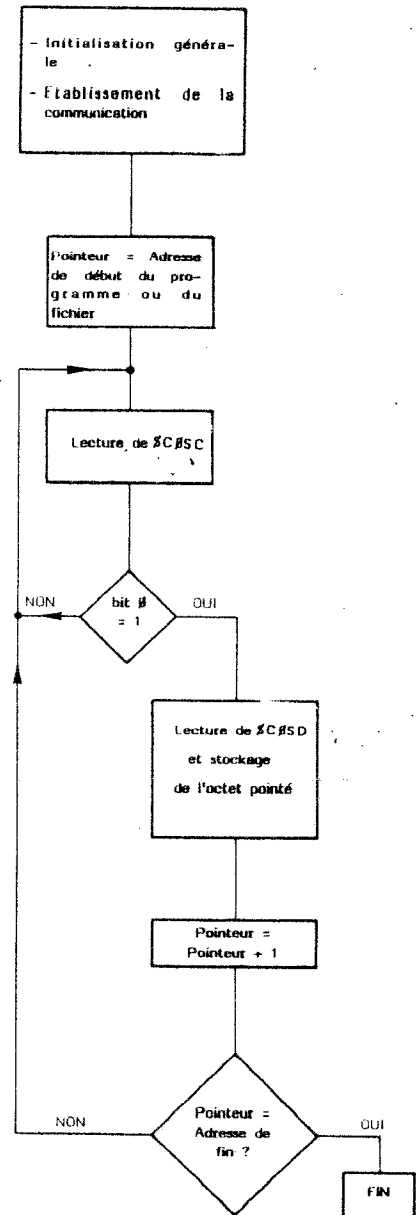 - Initialisation généra-
le
- Etablissement de la
communication
Pointeur = Adresse
de début du pro-
gramme ou du
fichier
Lecture de $CØSC
NON
bit Ø
= 1
OUI
Lecture de $CØSD
et stockage
de l'octet pointé
Pointeur =
Pointeur + 1
NON
Pointeur =
Adresse de
fin ?
OUI
FIN